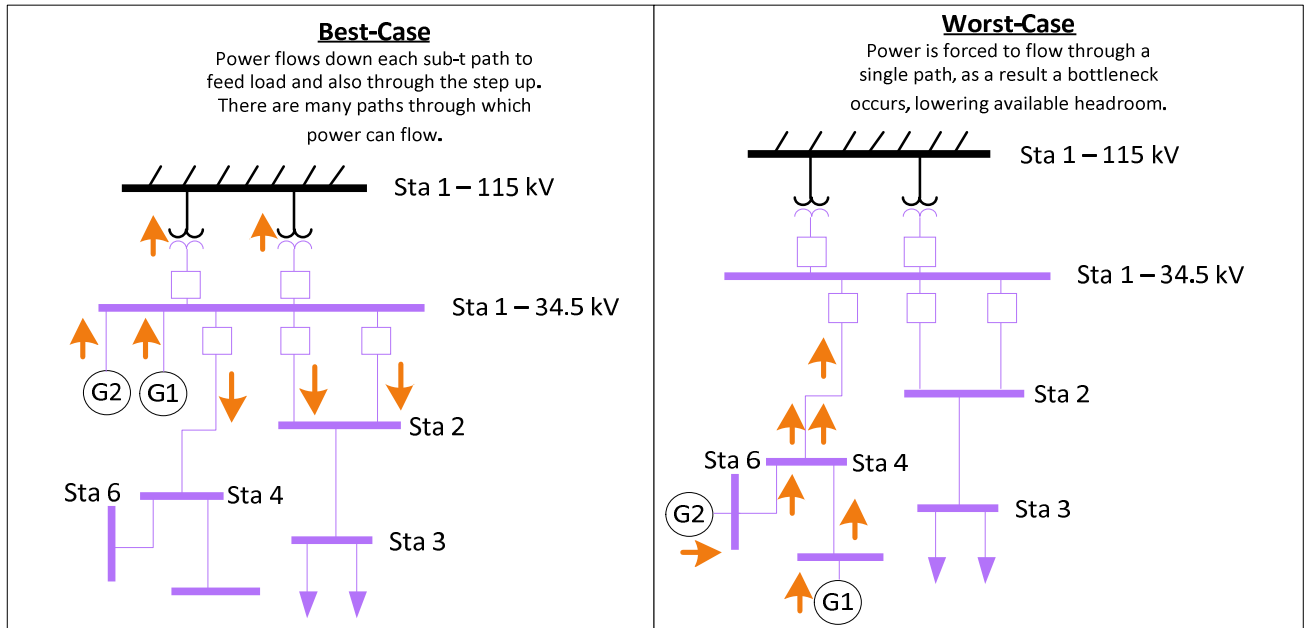 Best-Case
Power flows down each sub-t path to
feed load and also through the step up.
There are many paths through which
power can flow.
Sta 1 – 115 kV
Sta 1 – 34.5 kV
G2
G1
Sta 2
Sta 6
Sta 4
Sta 3
Worst-Case
Power is forced to flow through a
single path, as a result a bottleneck
occurs, lowering available headroom.
Sta 1 – 115 kV
Sta 1 – 34.5 kV
Sta 2
Sta 6
Sta 4
G2
Sta 3
G1